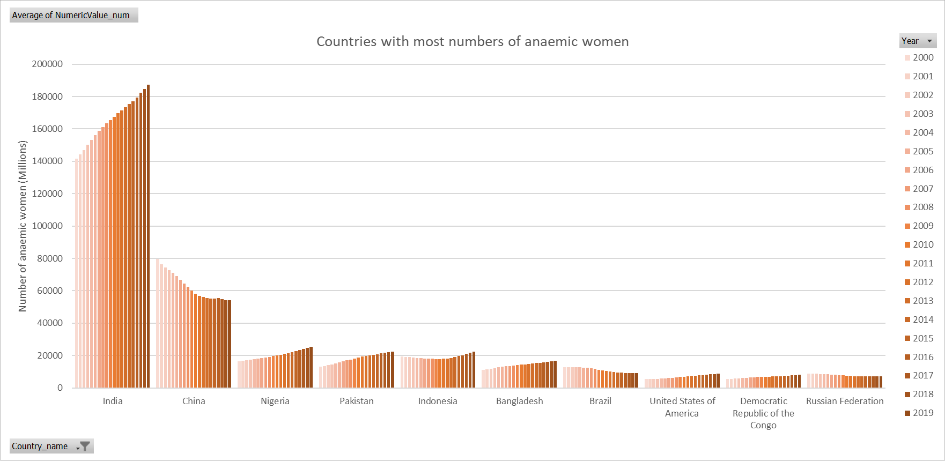 Average of NumericValue_num
Countries with most numbers of anaemic women
Year
2000
2001
2002
2003
2004
2005
2006
2007
2008
2009
2010
2011
2012
2013
2014
2015
2016
2017
2018
2019
Number of anaemic women (Millions)
200000
180000
160000
140000
120000
100000
80000
60000
40000
20000
0
India
China
Nigeria
Pakistan
Indonesia
Bangladesh
Brazil
United States of
America
Democratic
Republic of the
Congo
Russian Federation
Country_name